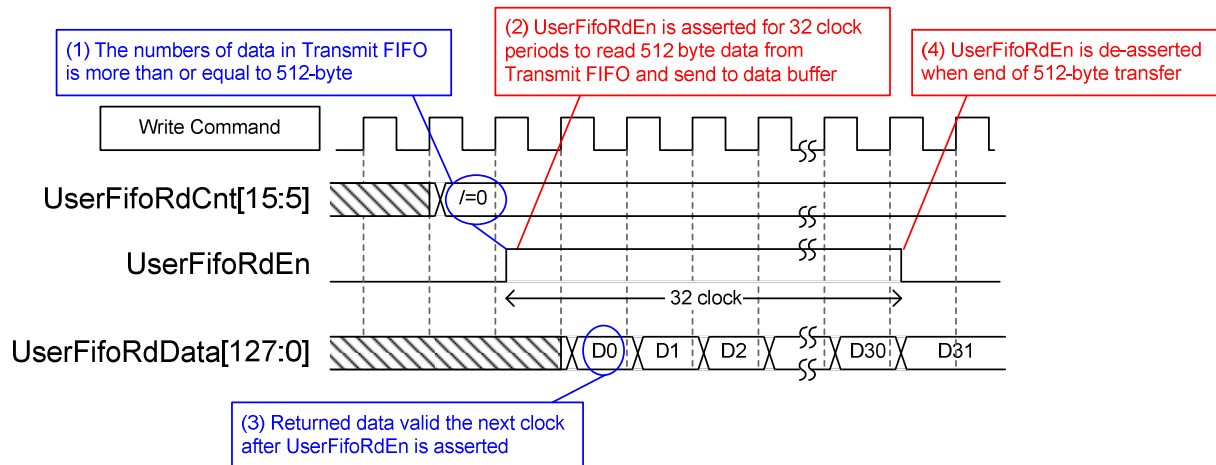 (1) The numbers of data in Transmit FIFO
is more than or equal to 512-byte
(2) UserFifoRdEn is asserted for 32 clock
periods to read 512 byte data from
Transmit FIFO and send to data buffer
(4) UserFifoRdEn is de-asserted
when end of 512-byte transfer
Write Command
UserFifoRdCnt[15:5]
/=0
UserFifoRdEn
32 clock
UserFifoRdData[127:0]
D0 D1 D2 D30 D31
(3) Returned data valid the next clock
after UserFifoRdEn is asserted